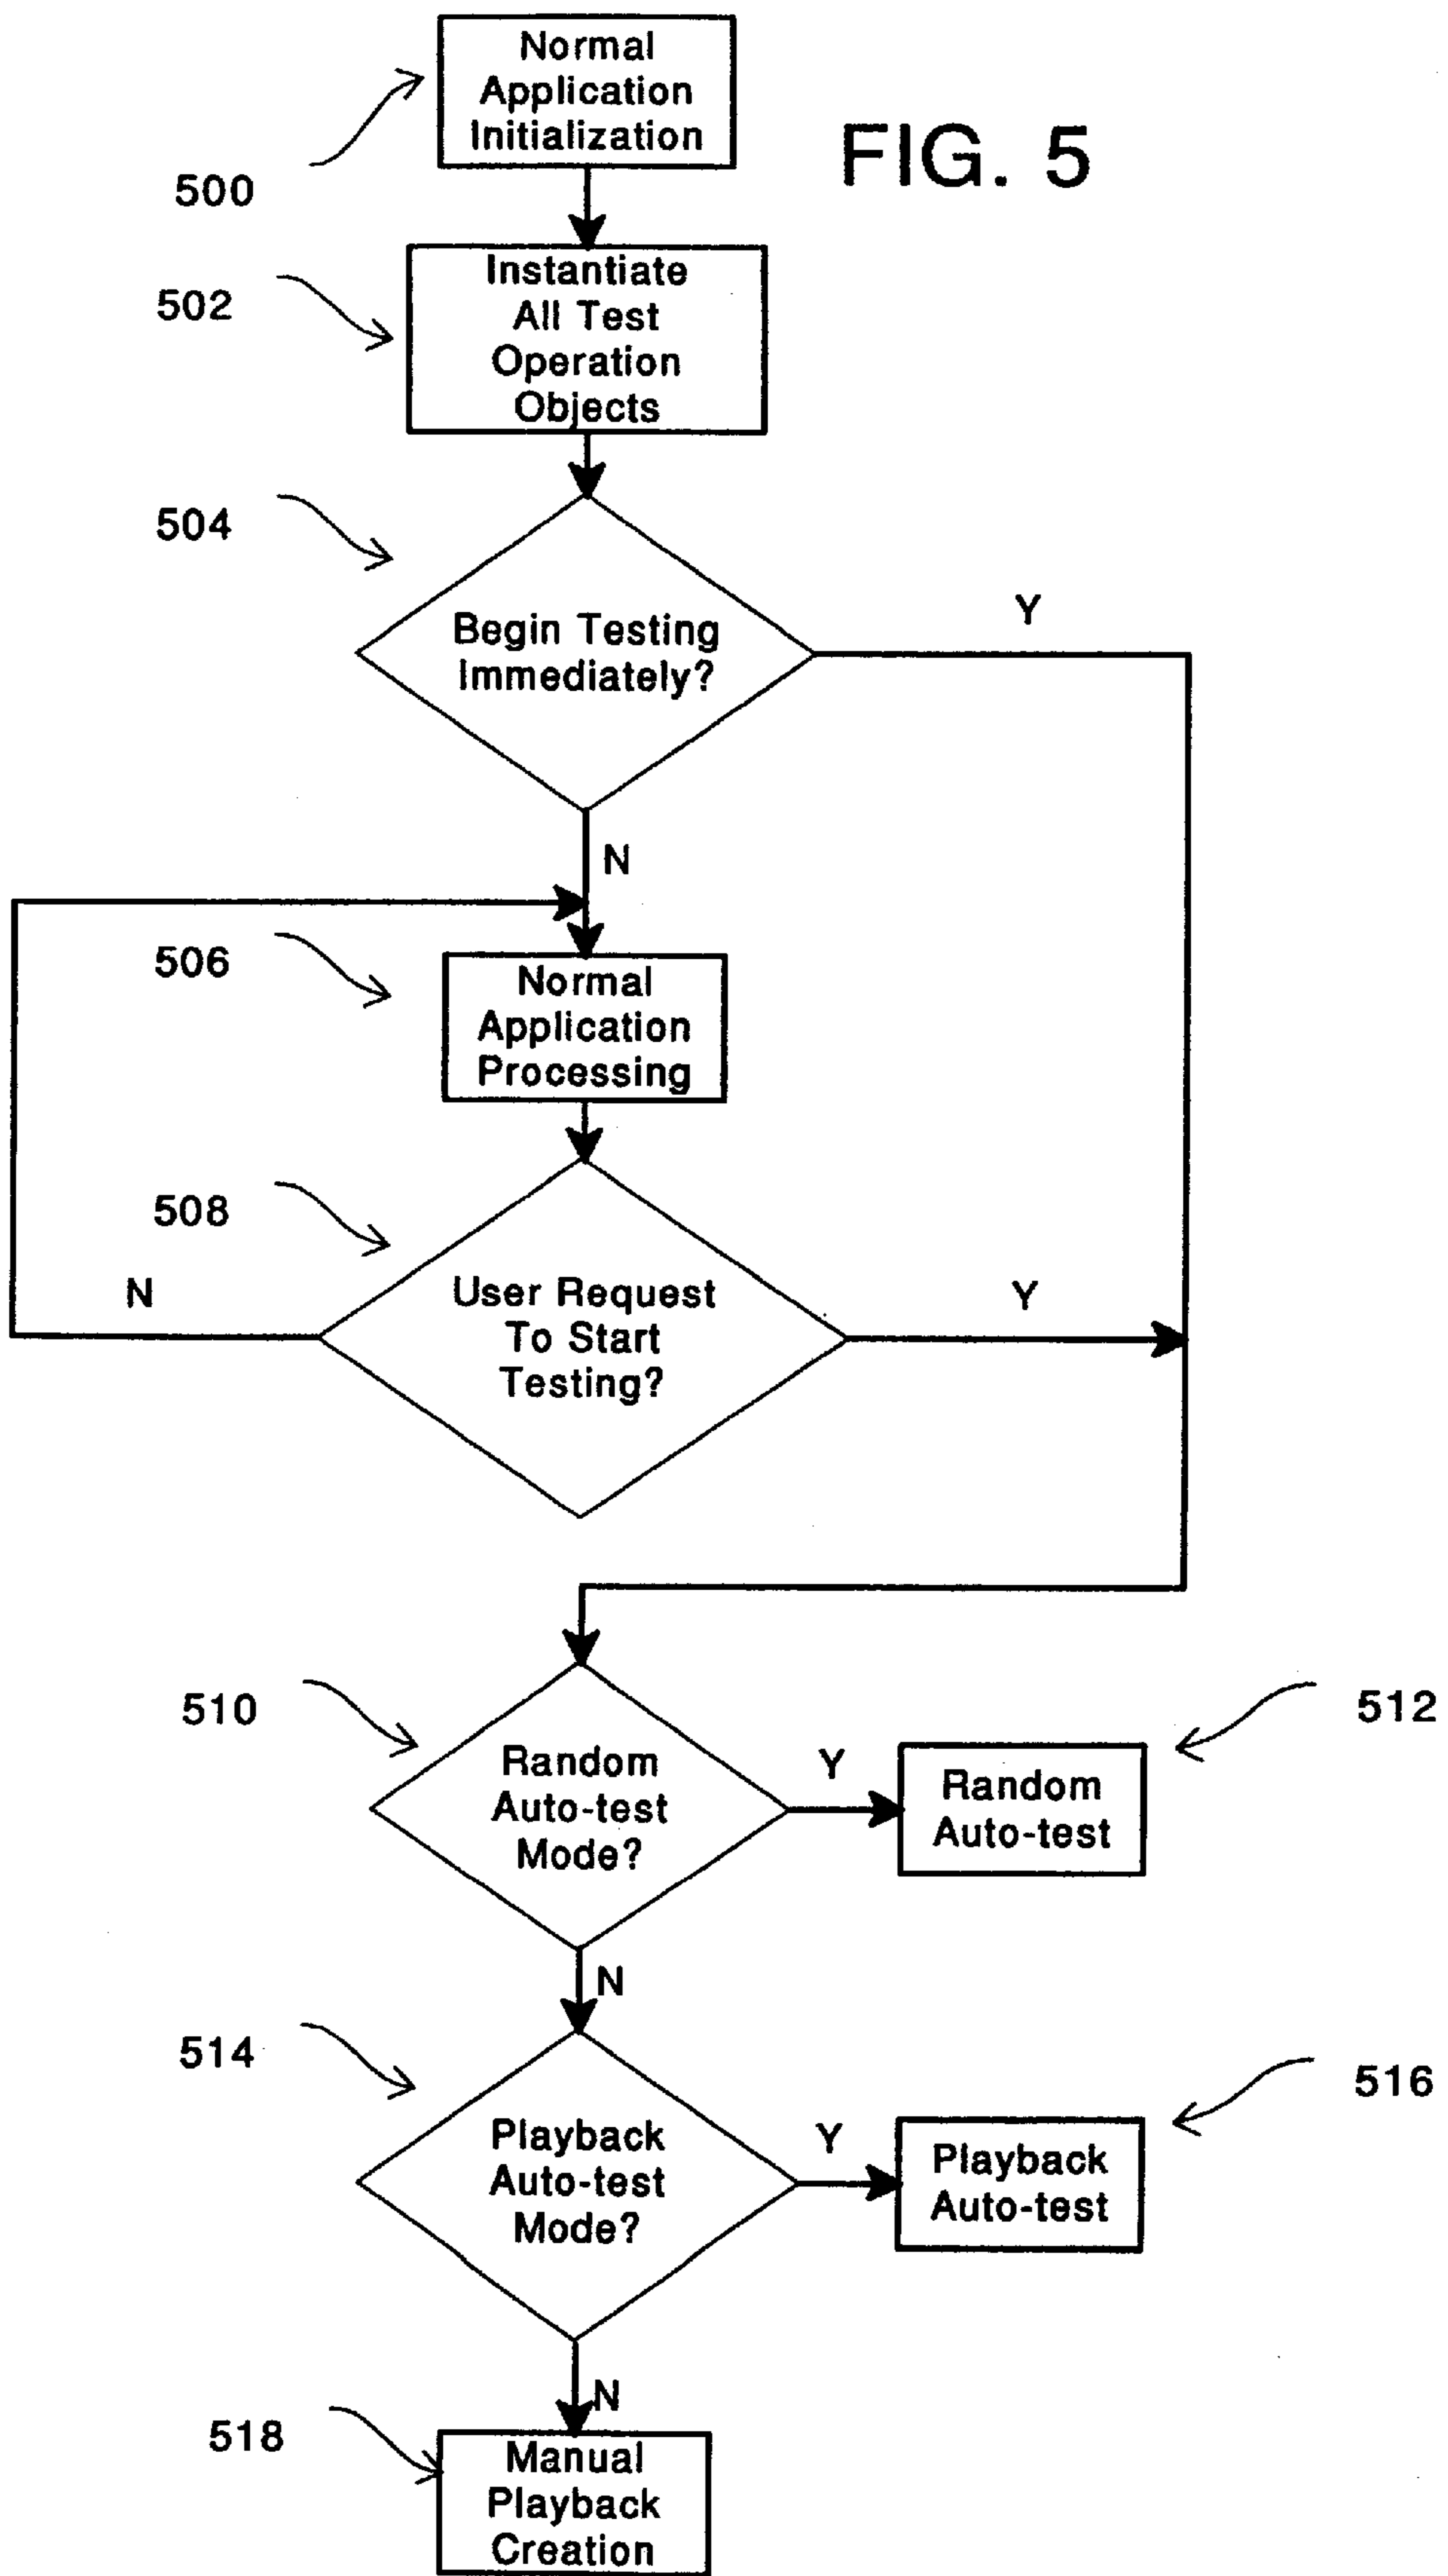 Normal
Application
Initialization
FIG. 5
500
Instantiate
All Test
Operation
Objects
502
504
Begin Testing
Immediately?
Y
N
506
Normal
Application
Processing
508
N
User Request
To Start
Testing?
Y
510
Random
Auto-test
Mode?
Y
512
Random
Auto-test
N
514
Playback
Auto-test
Mode?
Y
516
Playback
Auto-test
N
518
Manual
Playback
Creation